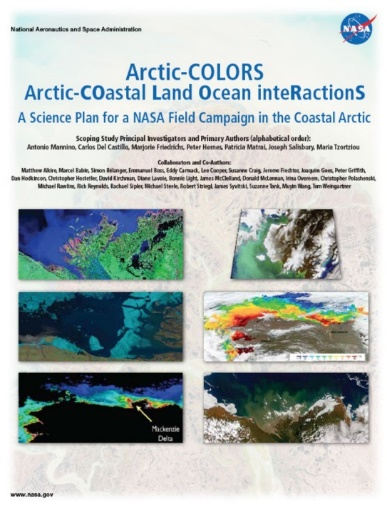 National Aeronautics and Space Administration
NASA
Arctic-COLORS
Arctic-COastal Land Ocean inteRactionS
A Science Plan for a NASA Field Campaign in the Coastal Arctic
Scoping Study Principal Investigators and Primary Authors (alphabetical order):
Antonio Mannino, Carlos Del Castillo, Marjorie Friedrichs, Peter Hernes, Patricia Matrai, Joseph Salisbury, Maria Tzortziou
Collaborators and Co-Authors:
Matthew Alkire, Marcel Babin, Simon Bélanger, Emmanuel Boss, Eddy Carmack, Lee Cooper, Susanne Craig, Jerome Fiechter, Joaquim Goes, Peter Griffith,
Dan Hodkinson, Christopher Hostetler, David Kirchman, Diane Lavoie, Bonnie Light, James McClelland, Donald McLennan, Irina Overeem, Christopher Polashenski,
Michael Rawlins, Rick Reynolds, Rachael Sipler, Michael Steele, Robert Striegl, James Syvitski, Suzanne Tank, Muyin Wang, Tom Weingartner
Mackenzie
Delta
www.nasa.gov